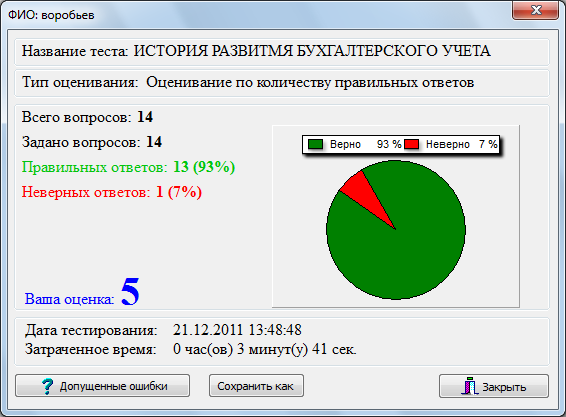 ФИО: воробьев
Название теста: ИСТОРИЯ РАЗВИТМЯ БУХГАЛТЕРСКОГО УЧЕТА
Тип оценивания: Оценивание по количеству правильных ответов
Всего вопросов: 14
Задано вопросов: 14
Правильных ответов: 13 (93%)
Неверных ответов: 1 (7%)
Верно 93 % Неверно 7 %
Ваша оценка: 5
Дата тестирования: 21.12.2011 13:48:48
Затраченное время: 0 час(ов) 3 минут(у) 41 сек.
? Допущенные ошибки Сохранить как Закрыть